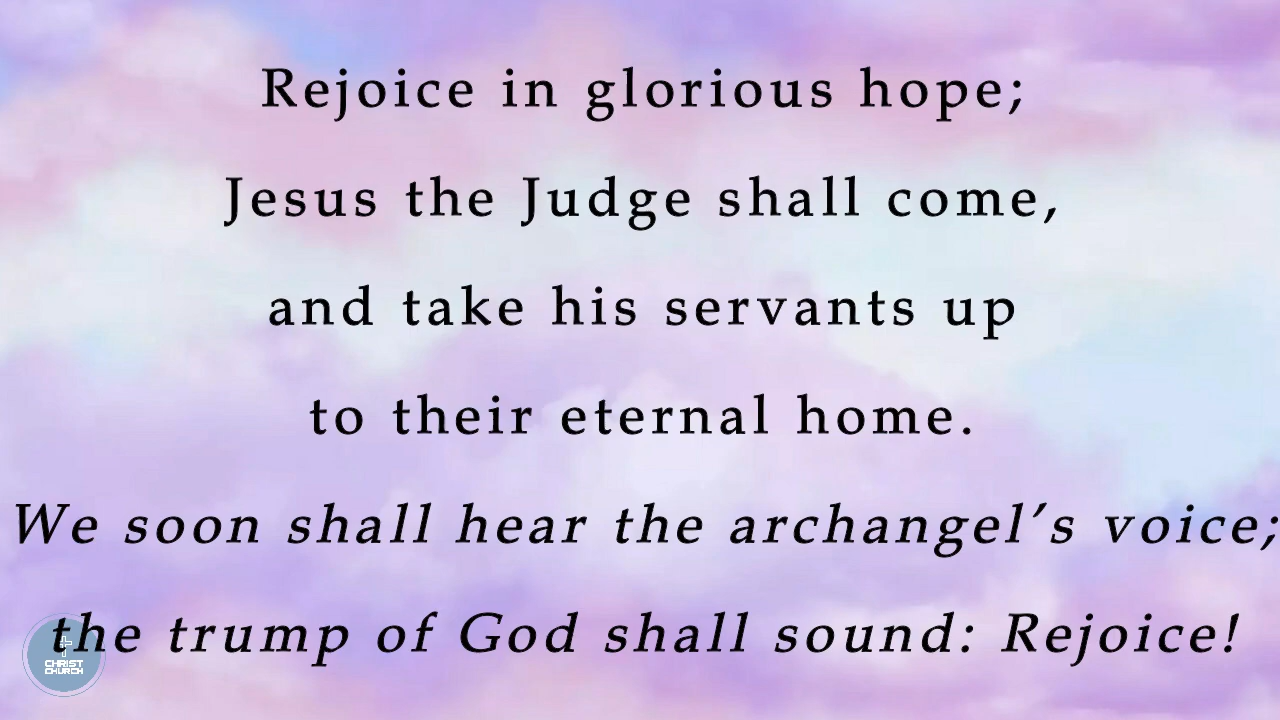 Rejoice in glorious hope;
Jesus the Judge shall come,
and take his servants up
to their eternal home.
We soon shall hear the archangel’s voice;
the trump of God shall sound: Rejoice!
CHRIST
CHURCH